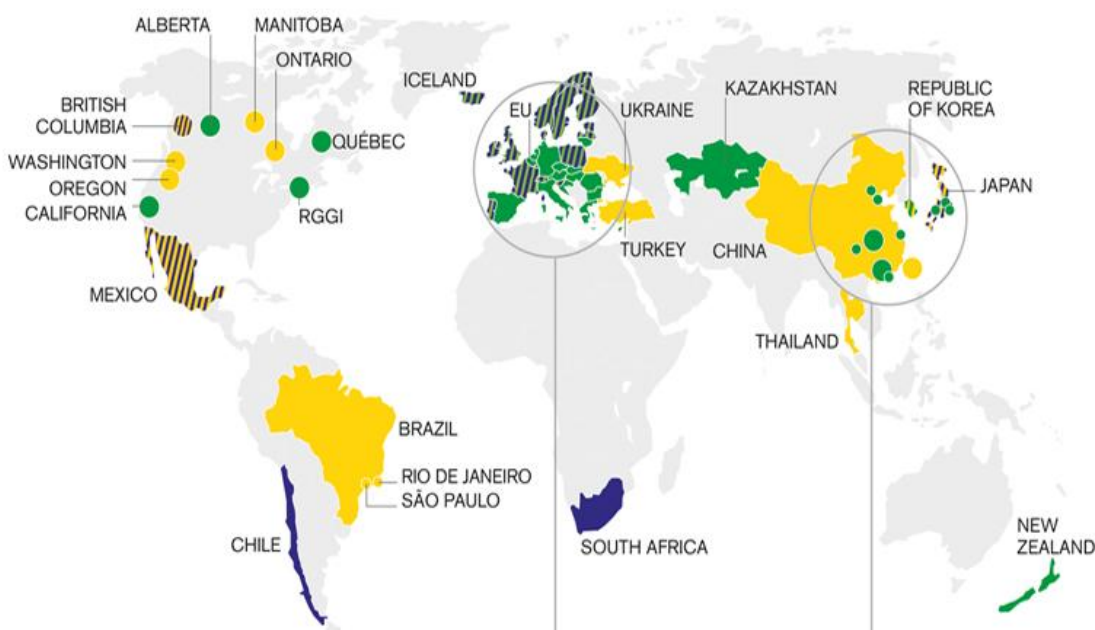 ALBERTA
MANITOBA
ONTARIO
BRITISH
COLUMBIA
WASHINGTON
OREGON
CALIFORNIA
QUÉBEC
RGGI
MEXICO
ICELAND
EU
UKRAINE
TURKEY
KAZAKHSTAN
REPUBLIC
OF KOREA
JAPAN
CHINA
THAILAND
BRAZIL
RIO DE JANEIRO
SÃO PAULO
CHILE
SOUTH AFRICA
NEW
ZEALAND